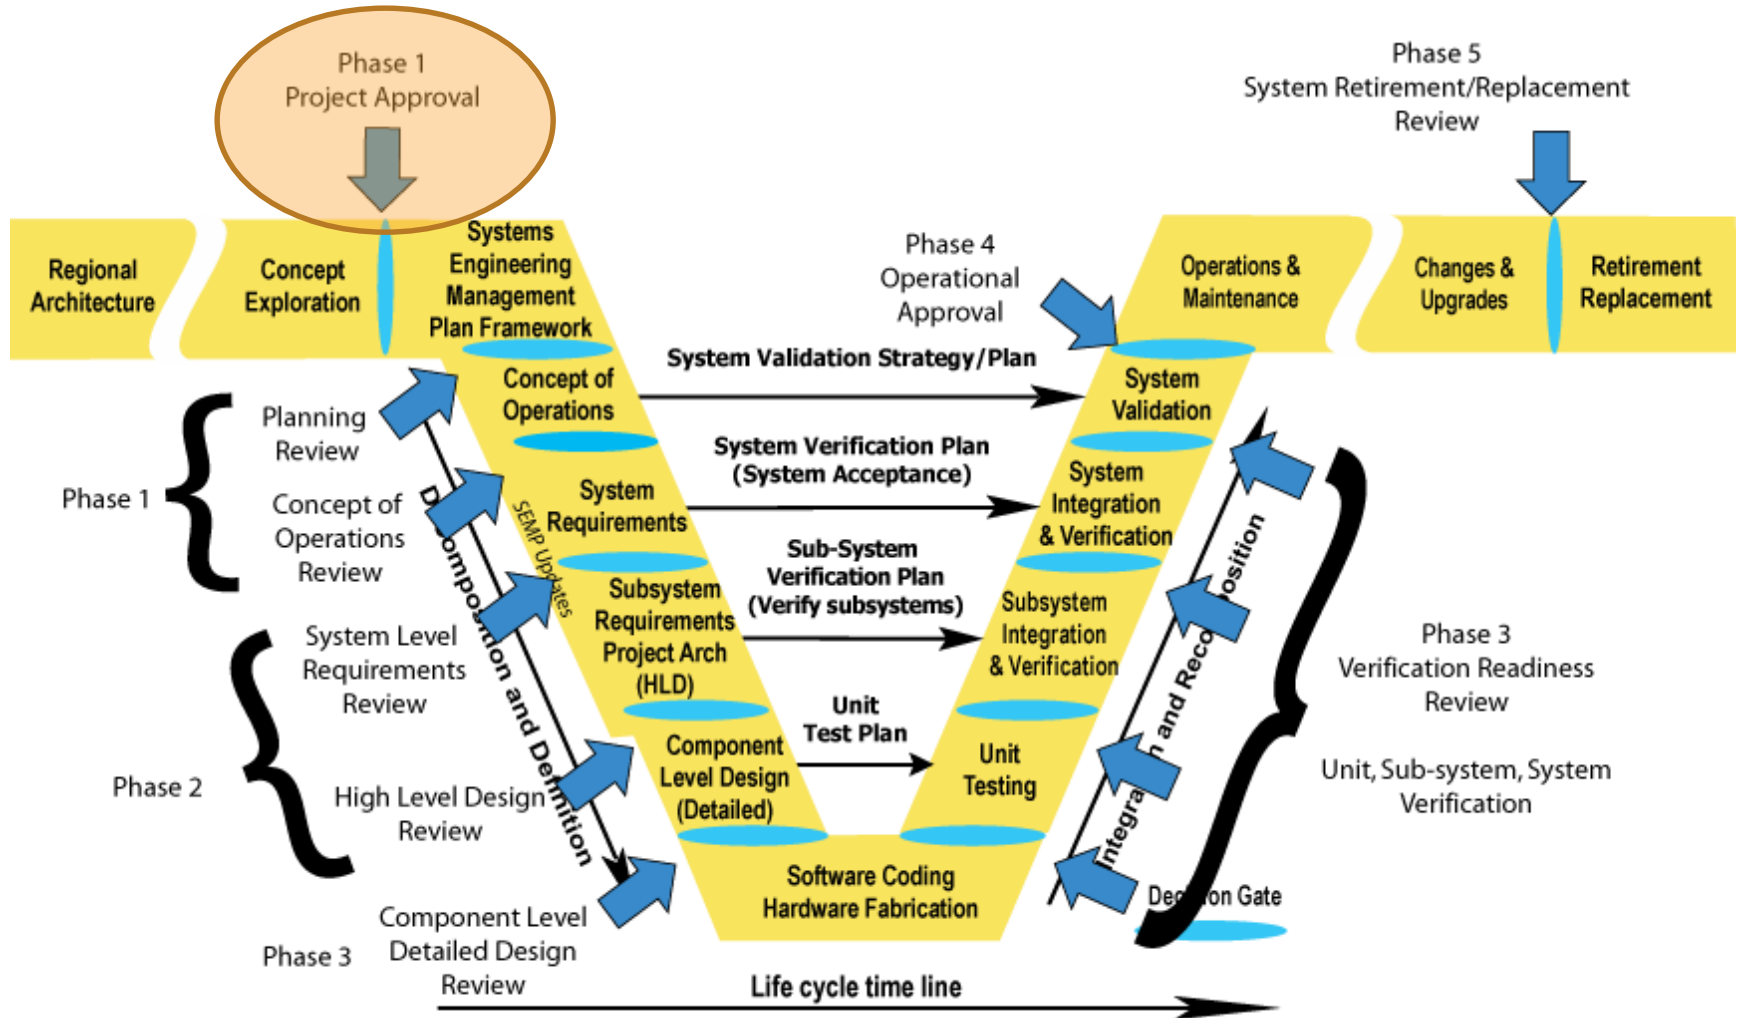 Phase 1
Project Approval
Phase 5
System Retirement/Replacement
Review
Regional
Architecture
Concept
Exploration
Systems
Engineering
Management
Plan Framework
Phase 4
Operational
Approval
Operations &
Maintenance
Changes &
Upgrades
Retirement
Replacement
System Validation Strategy/Plan
Concept of
Operations
System
Validation
Planning
Review
Phase 1
Concept of
Operations
Review
System Verification Plan
(System Acceptance)
System
Requirements
System
Integration
& Verification
SEMP Updates
Sub-System
Verification Plan
(Verify subsystems)
Subsystem
Requirements
Project Arch
(HLD)
Subsystem
Integration
& Verification
System Level
Requirements
Review
Phase 2
High Level Design
Review
and Definition
Unit
Test Plan
Component
Level Design
(Detailed)
Unit
Testing
Phase 3
Verification Readiness
Review
Unit, Sub-system, System
Verification
Software Coding
Hardware Fabrication
Component Level
Detailed Design
Review
Phase 3
and
Gate
Life cycle time line